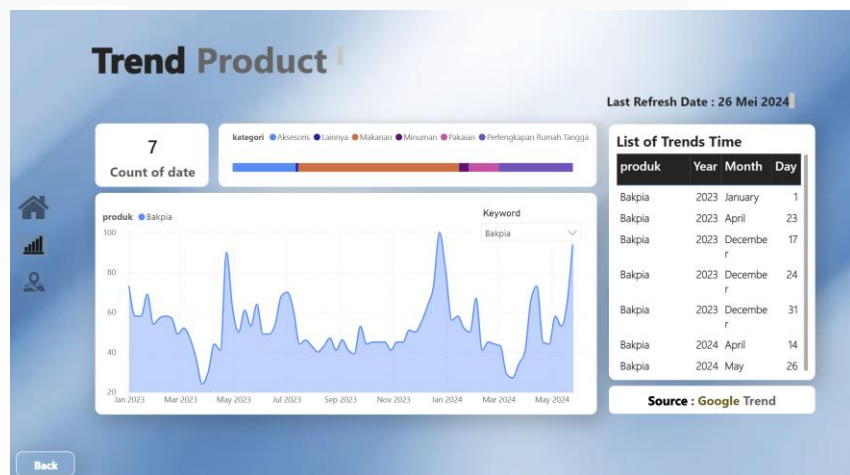 Trend Product
Last Refresh Date : 26 Mei 2024
7
Count of date
kategori Aksesoris Lainnya Makanan Minuman Pakaian Perlengkapan Rumah Tangga
List of Trends Time
produk Year Month Day
Bakpia 2023 January 1
Bakpia 2023 April 23
Bakpia 2023 Decembe
r
17
Bakpia 2023 Decembe
r
24
Bakpia 2023 Decembe
r
31
Bakpia 2024 April 14
Bakpia 2024 May 26
produk Bakpia
Keyword
Bakpia
100
80
60
40
20
Jan 2023 Mar 2023 May 2023 Jul 2023 Sep 2023 Nov 2023 Jan 2024 Mar 2024 May 2024
Source : Google Trend
Back